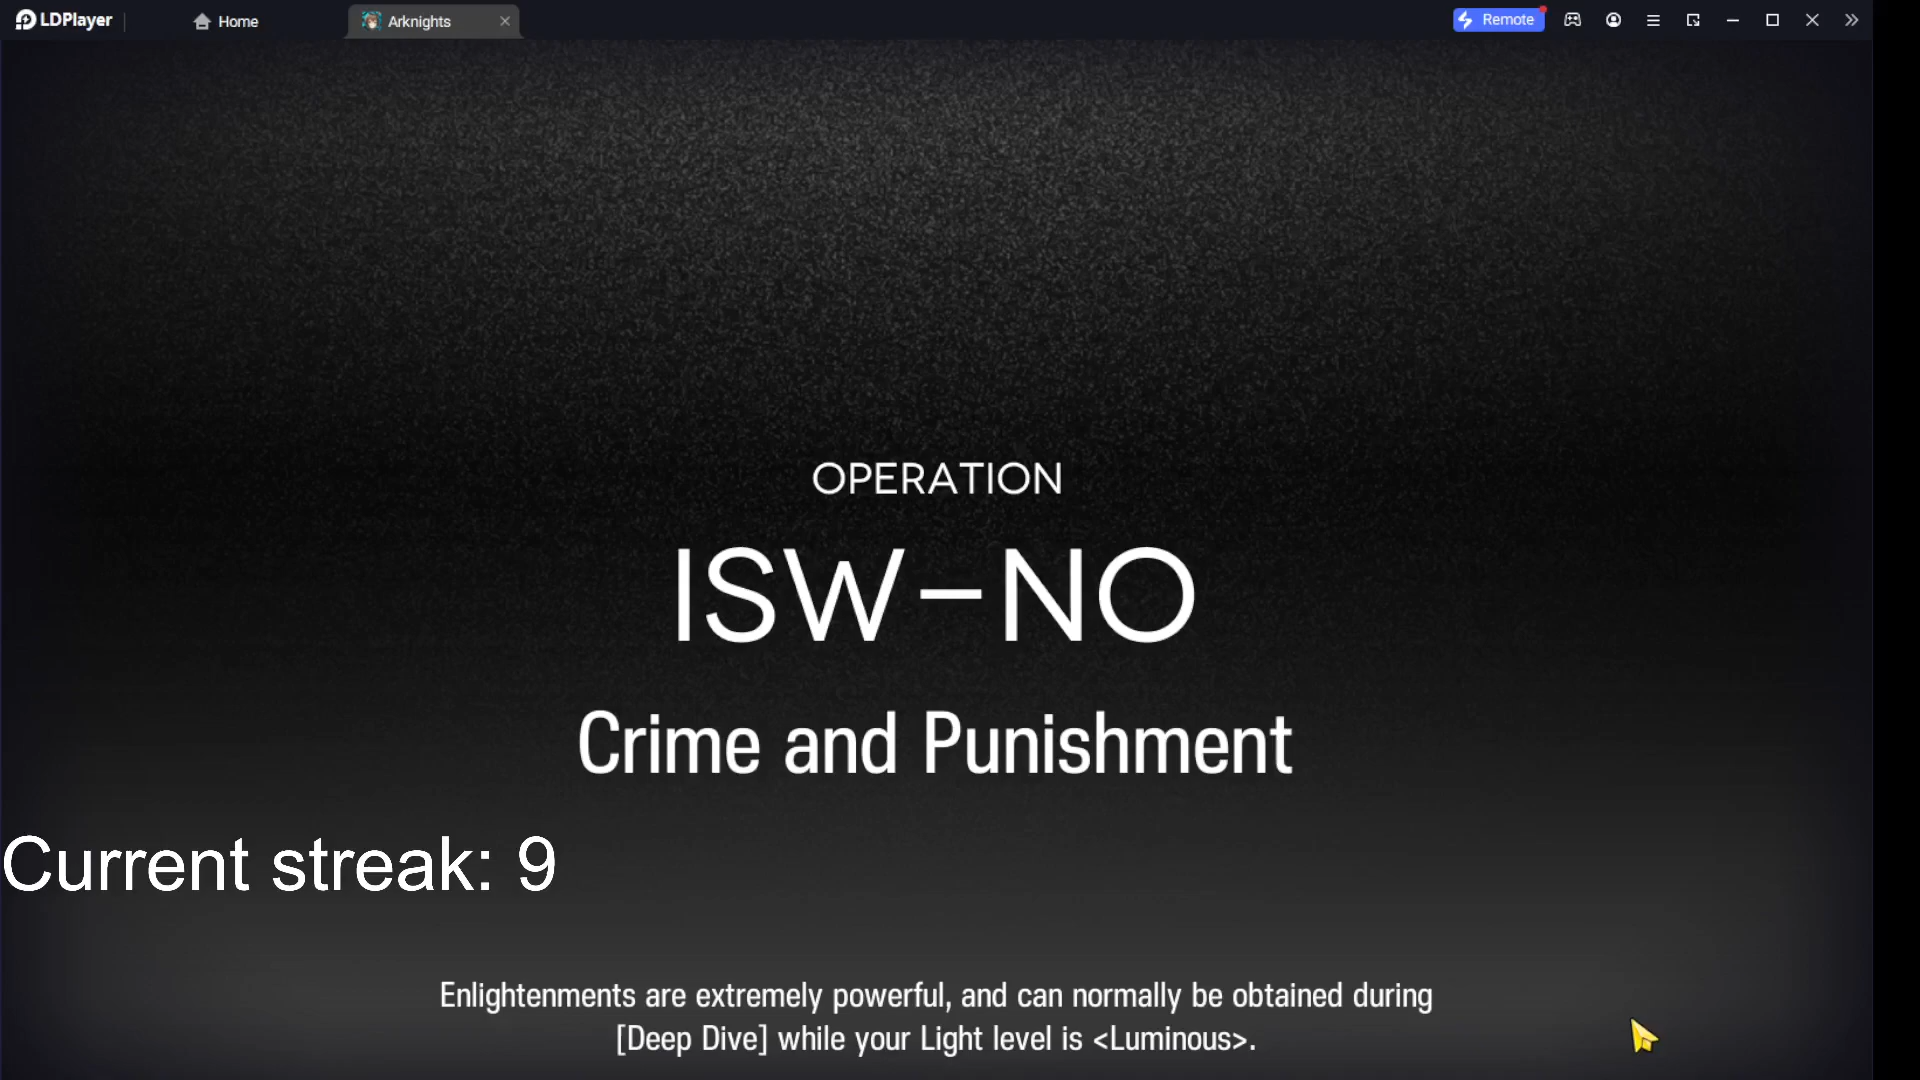 LDPlayer
Home
Arknights
Remote
OPERATION
ISW-NO
Crime and Punishment
Current streak: 9
Enlightenments are extremely powerful, and can normally be obtained during
[Deep Dive] while your Light level is <Luminous>.